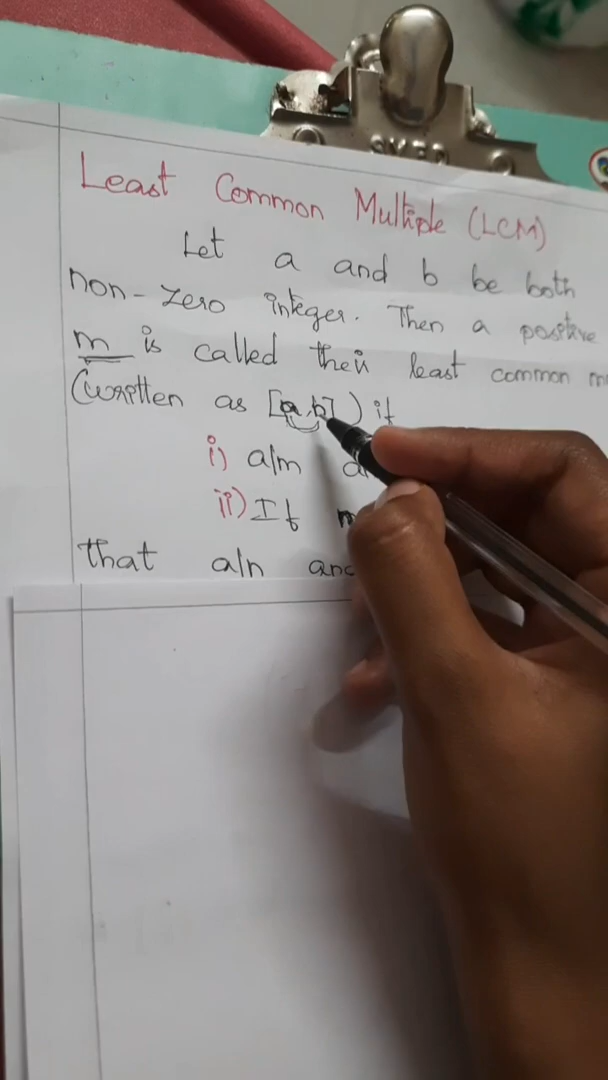 Least Common Multiple (LCM)
Let a and b be both
non-zero integer. Then a positive
m is called their least common
(written as [a,b]) if
i) a/m
ii) If
that a/n and